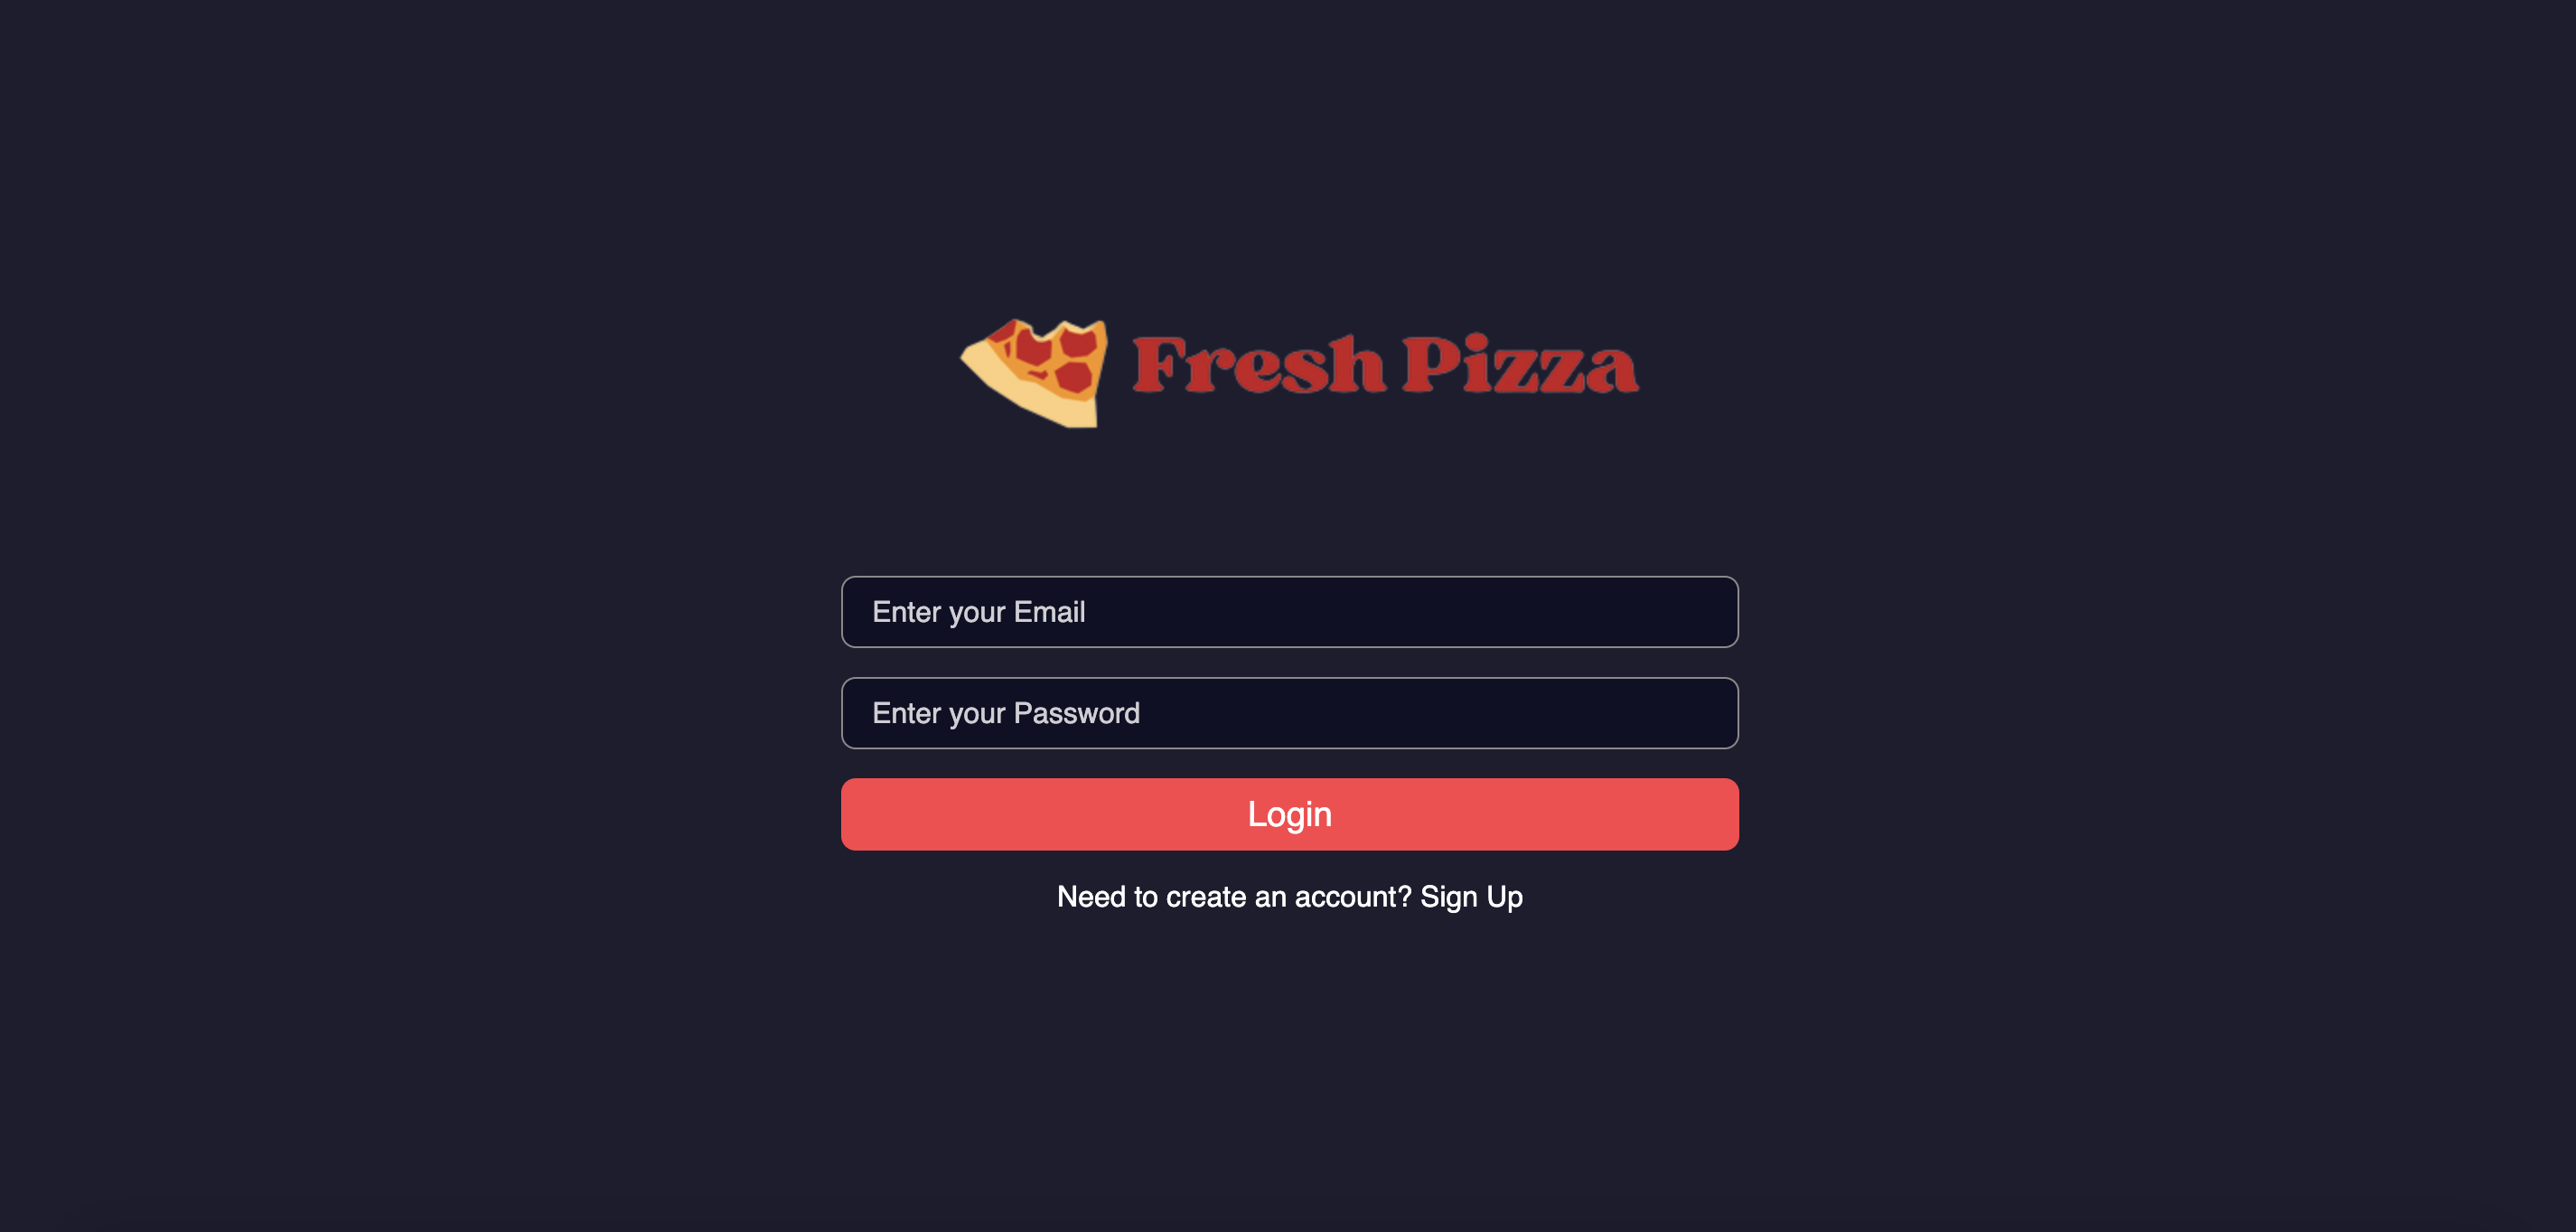 Fresh Pizza
Enter your Email
Enter your Password
Login
Need to create an account? Sign Up